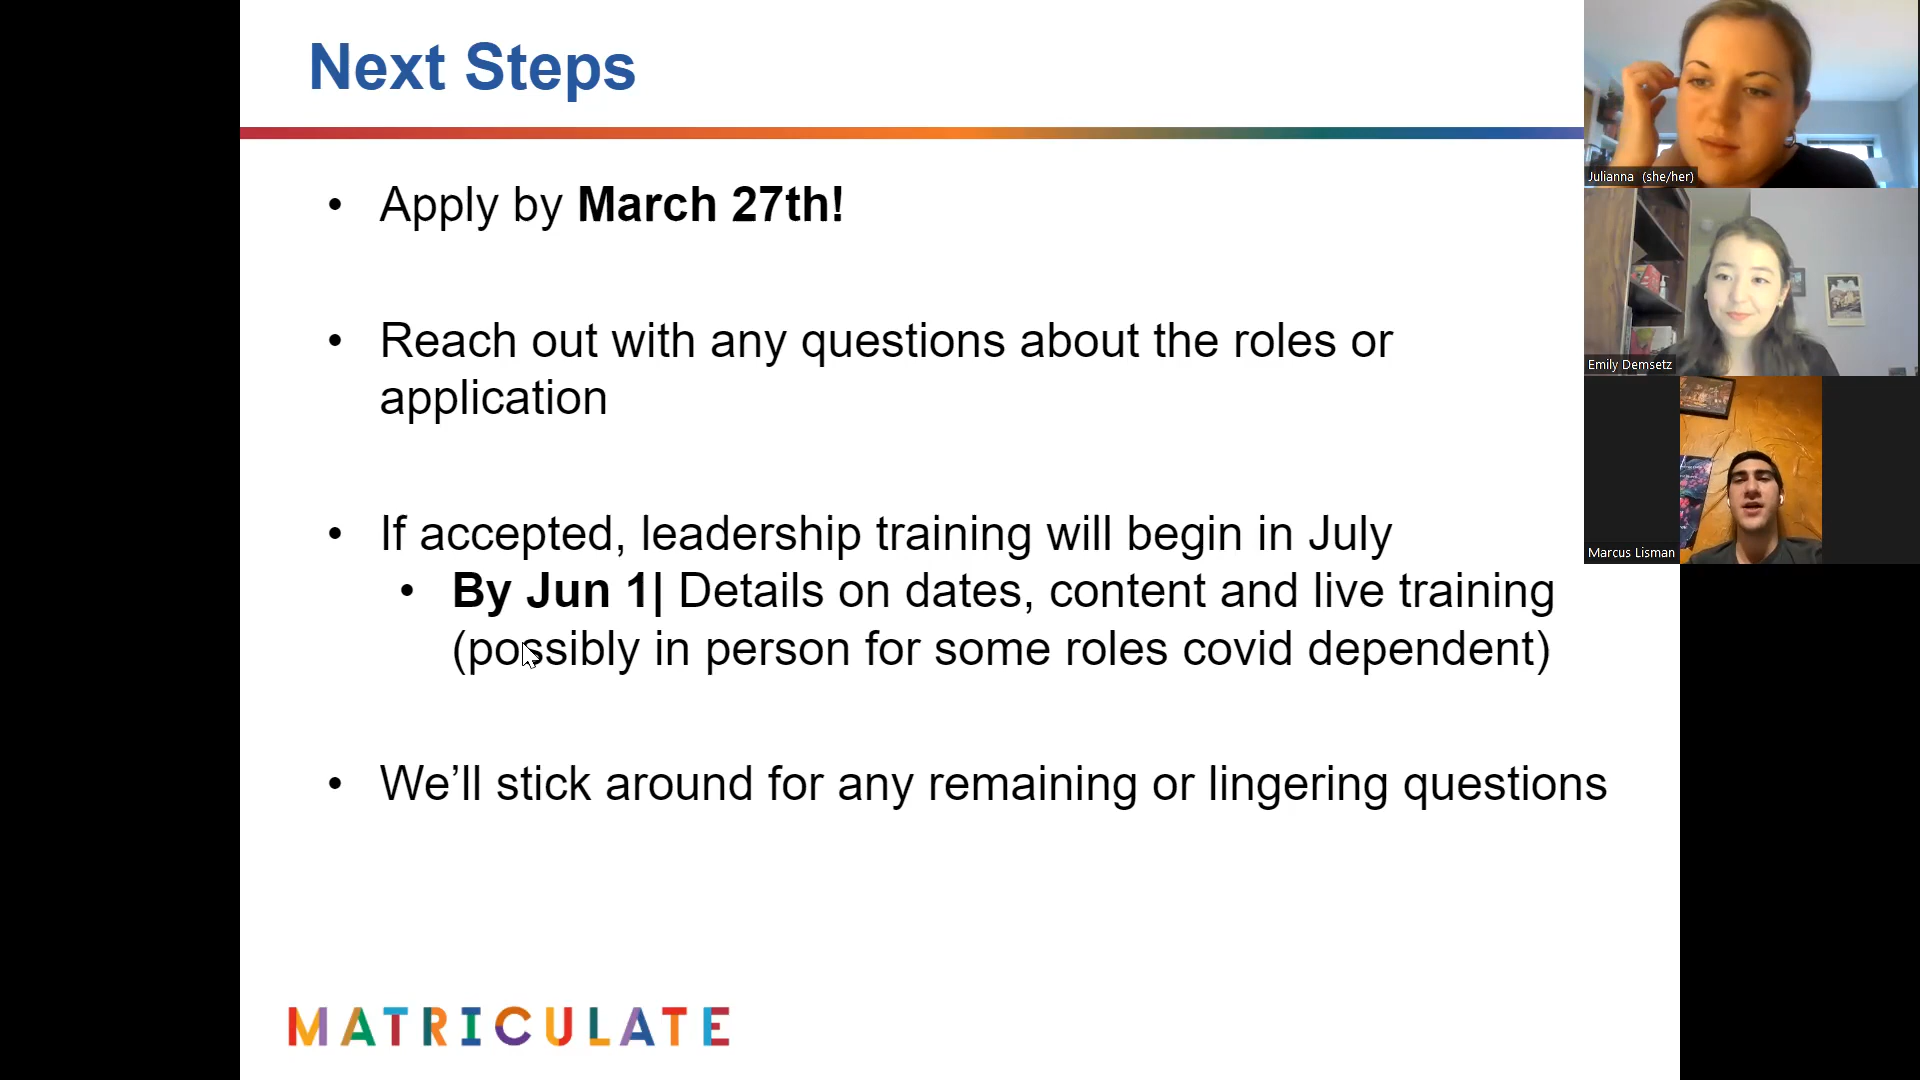 Next Steps
• Apply by March 27th!
• Reach out with any questions about the roles or
application
• If accepted, leadership training will begin in July
• By Jun 1| Details on dates, content and live training
(possibly in person for some roles covid dependent)
• We’ll stick around for any remaining or lingering questions
MATRICULATE
Julianna (she/her)
Emily Demsetz
Marcus Lisman